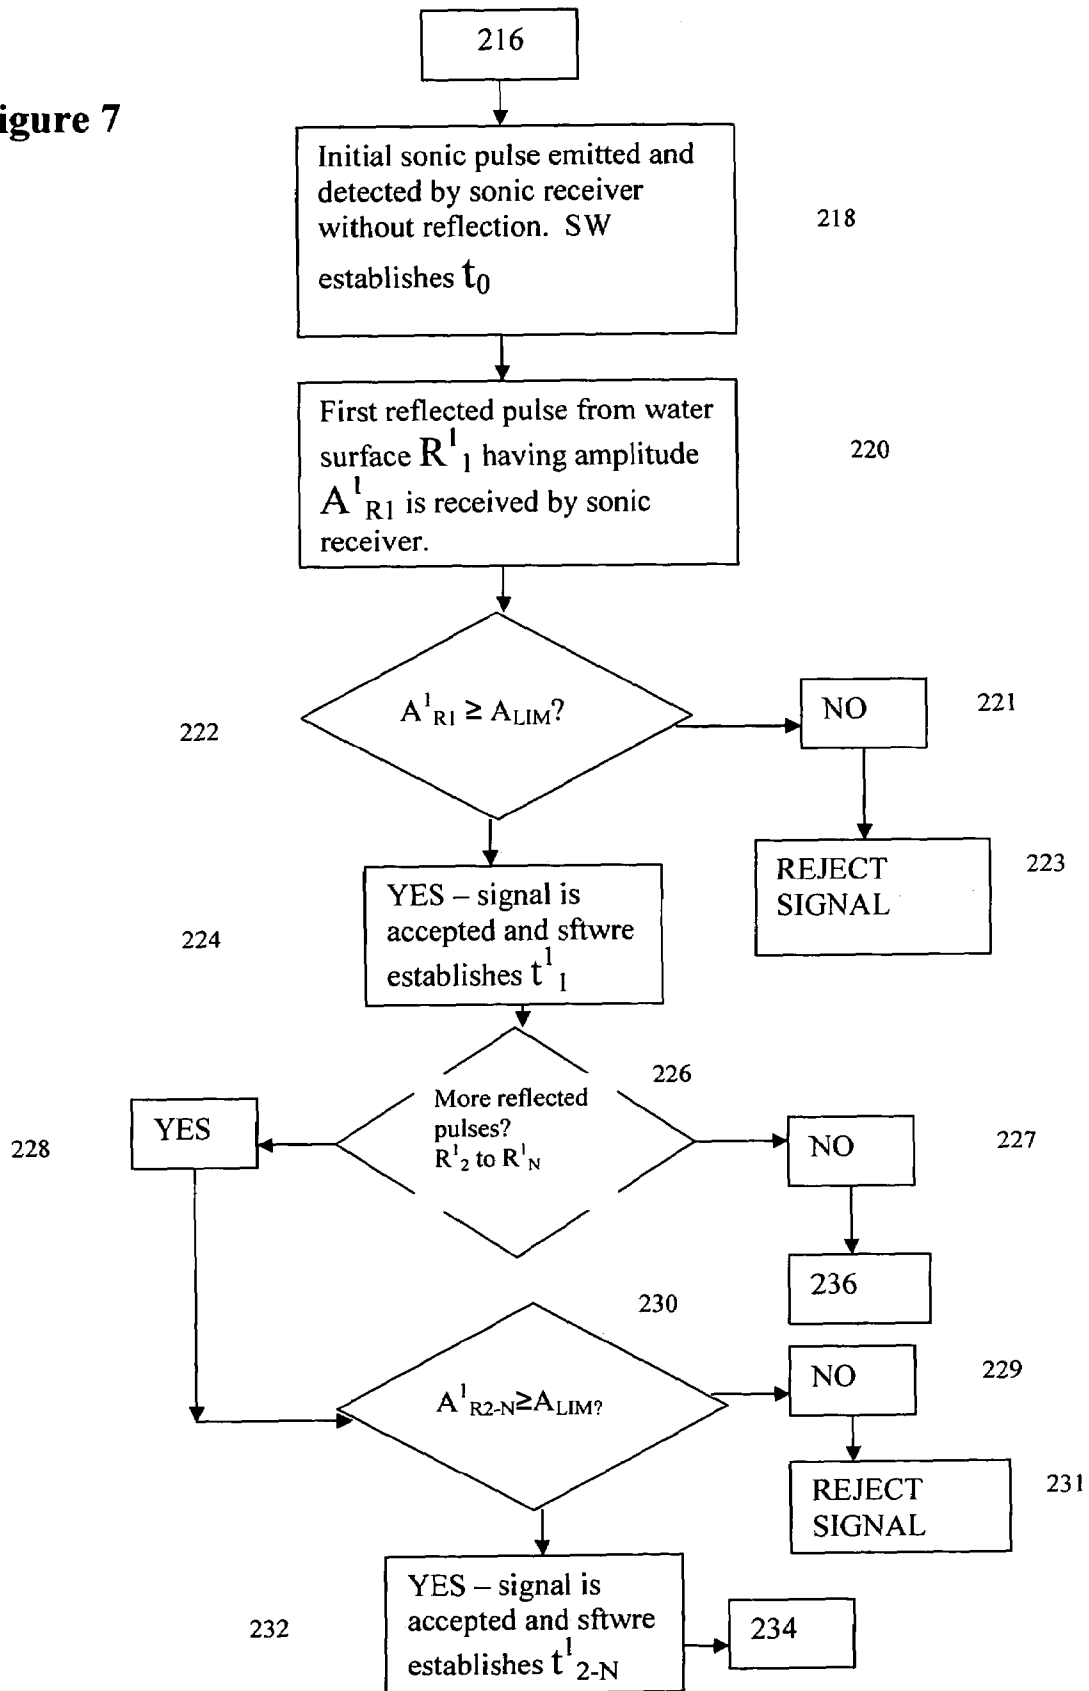 216
igure 7
Initial sonic pulse emitted and
detected by sonic receiver
without reflection. SW
establishes t₀
218
First reflected pulse from water
surface R¹₁ having amplitude
A¹R1 is received by sonic
receiver.
220
A¹R1 ≥ ALIM?
222
NO
221
REJECT
SIGNAL
223
YES – signal is
accepted and sftwre
establishes t¹₁
224
226
More reflected
pulses?
R¹₂ to R¹N
YES
228
NO
227
236
230
A¹R2-N≥ALIM?
NO
229
REJECT
SIGNAL
231
YES – signal is
accepted and sftwre
establishes t¹2-N
232
234